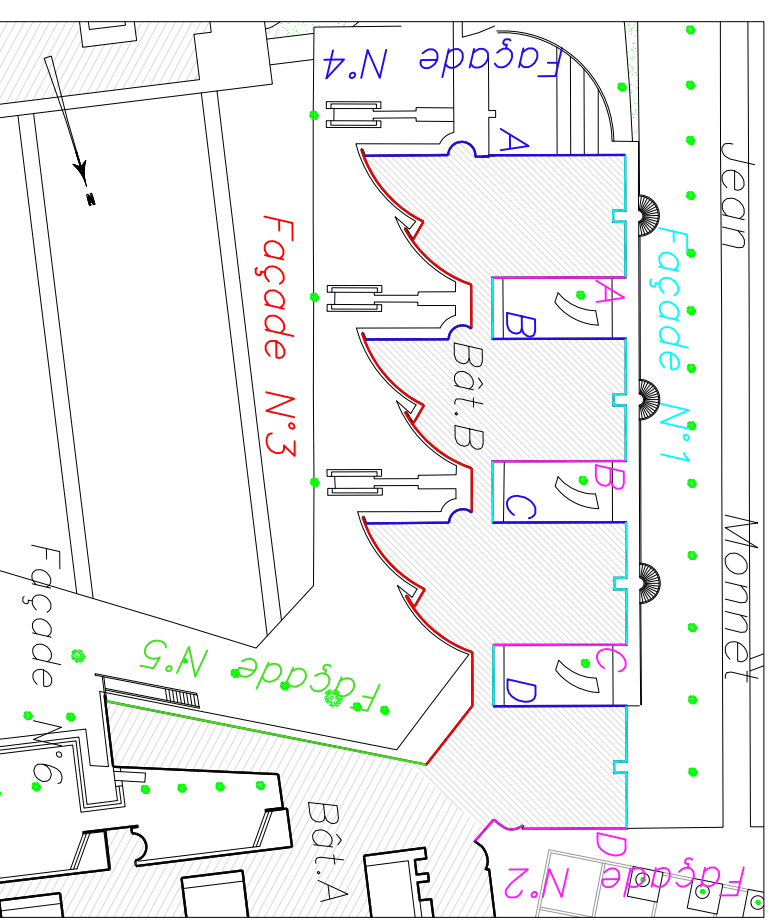 Façade N°4
A
Jean Monnet
Façade N°1
A
B
Façade N°3
Bât.B
B
C
C
D
Façade N°5
Façade N°6
Bât.A
D
Façade N°2
N